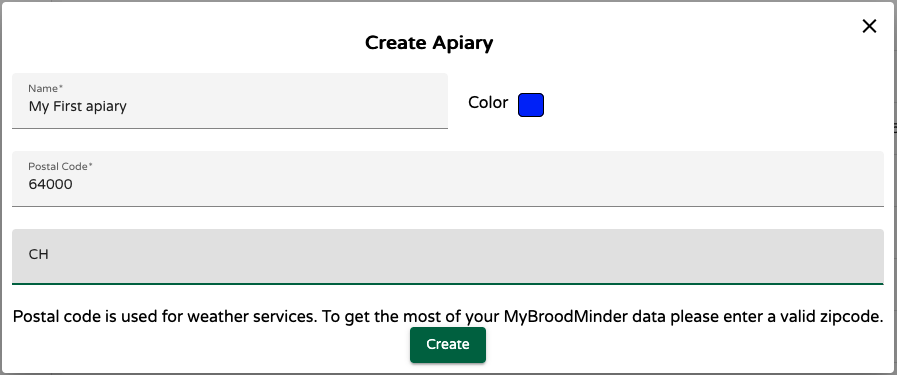 Create Apiary
Name*
My First apiary
Color
Postal Code*
64000
CH
Postal code is used for weather services. To get the most of your MyBroodMinder data please enter a valid zipcode.
Create